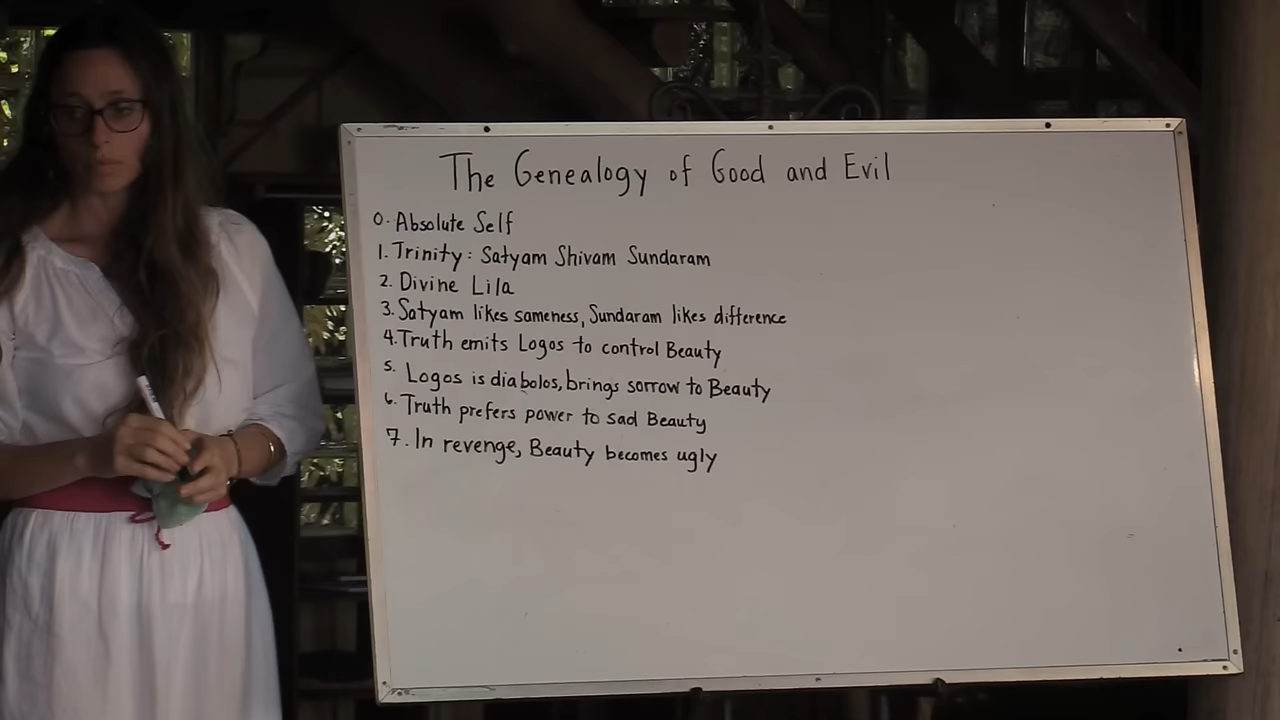 The Genealogy of Good and Evil
0. Absolute Self
1. Trinity: Satyam Shivam Sundaram
2. Divine Lila
3. Satyam likes sameness, Sundaram likes difference
4. Truth emits Logos to control Beauty
5. Logos is diabolos, brings sorrow to Beauty
6. Truth prefers power to sad Beauty
7. In revenge, Beauty becomes ugly